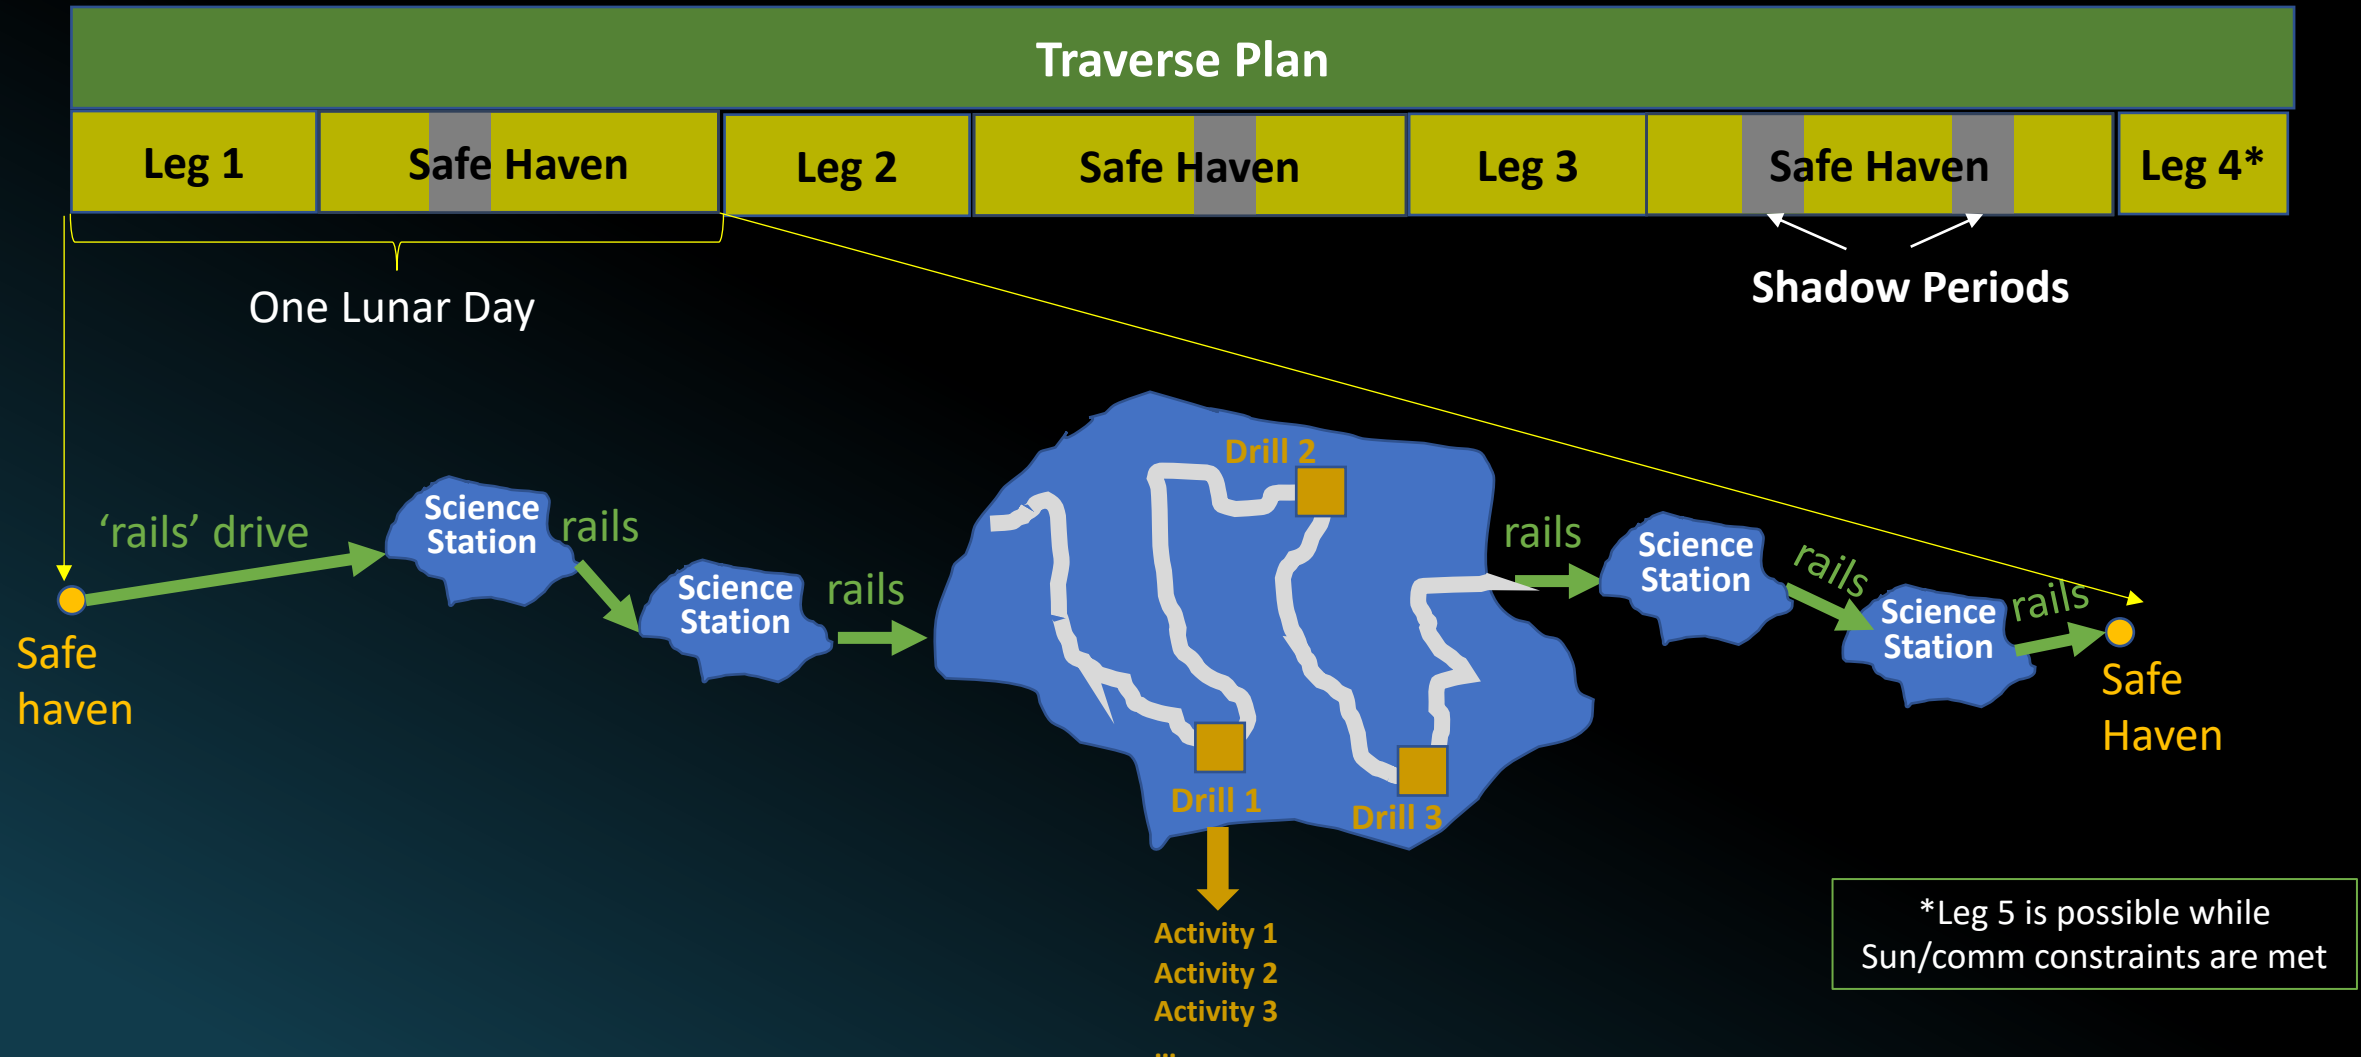 Traverse Plan
Leg 1
Safe Haven
Leg 2
Safe Haven
Leg 3
Safe Haven
Leg 4*
One Lunar Day
Shadow Periods
‘rails’ drive
Science
Station
rails
Science
Station
rails
Drill 2
Drill 1
Drill 3
rails
Science
Station
rails
Science
Station
rails
Safe
haven
Safe
Haven
Activity 1
Activity 2
Activity 3
...
*Leg 5 is possible while
Sun/comm constraints are met